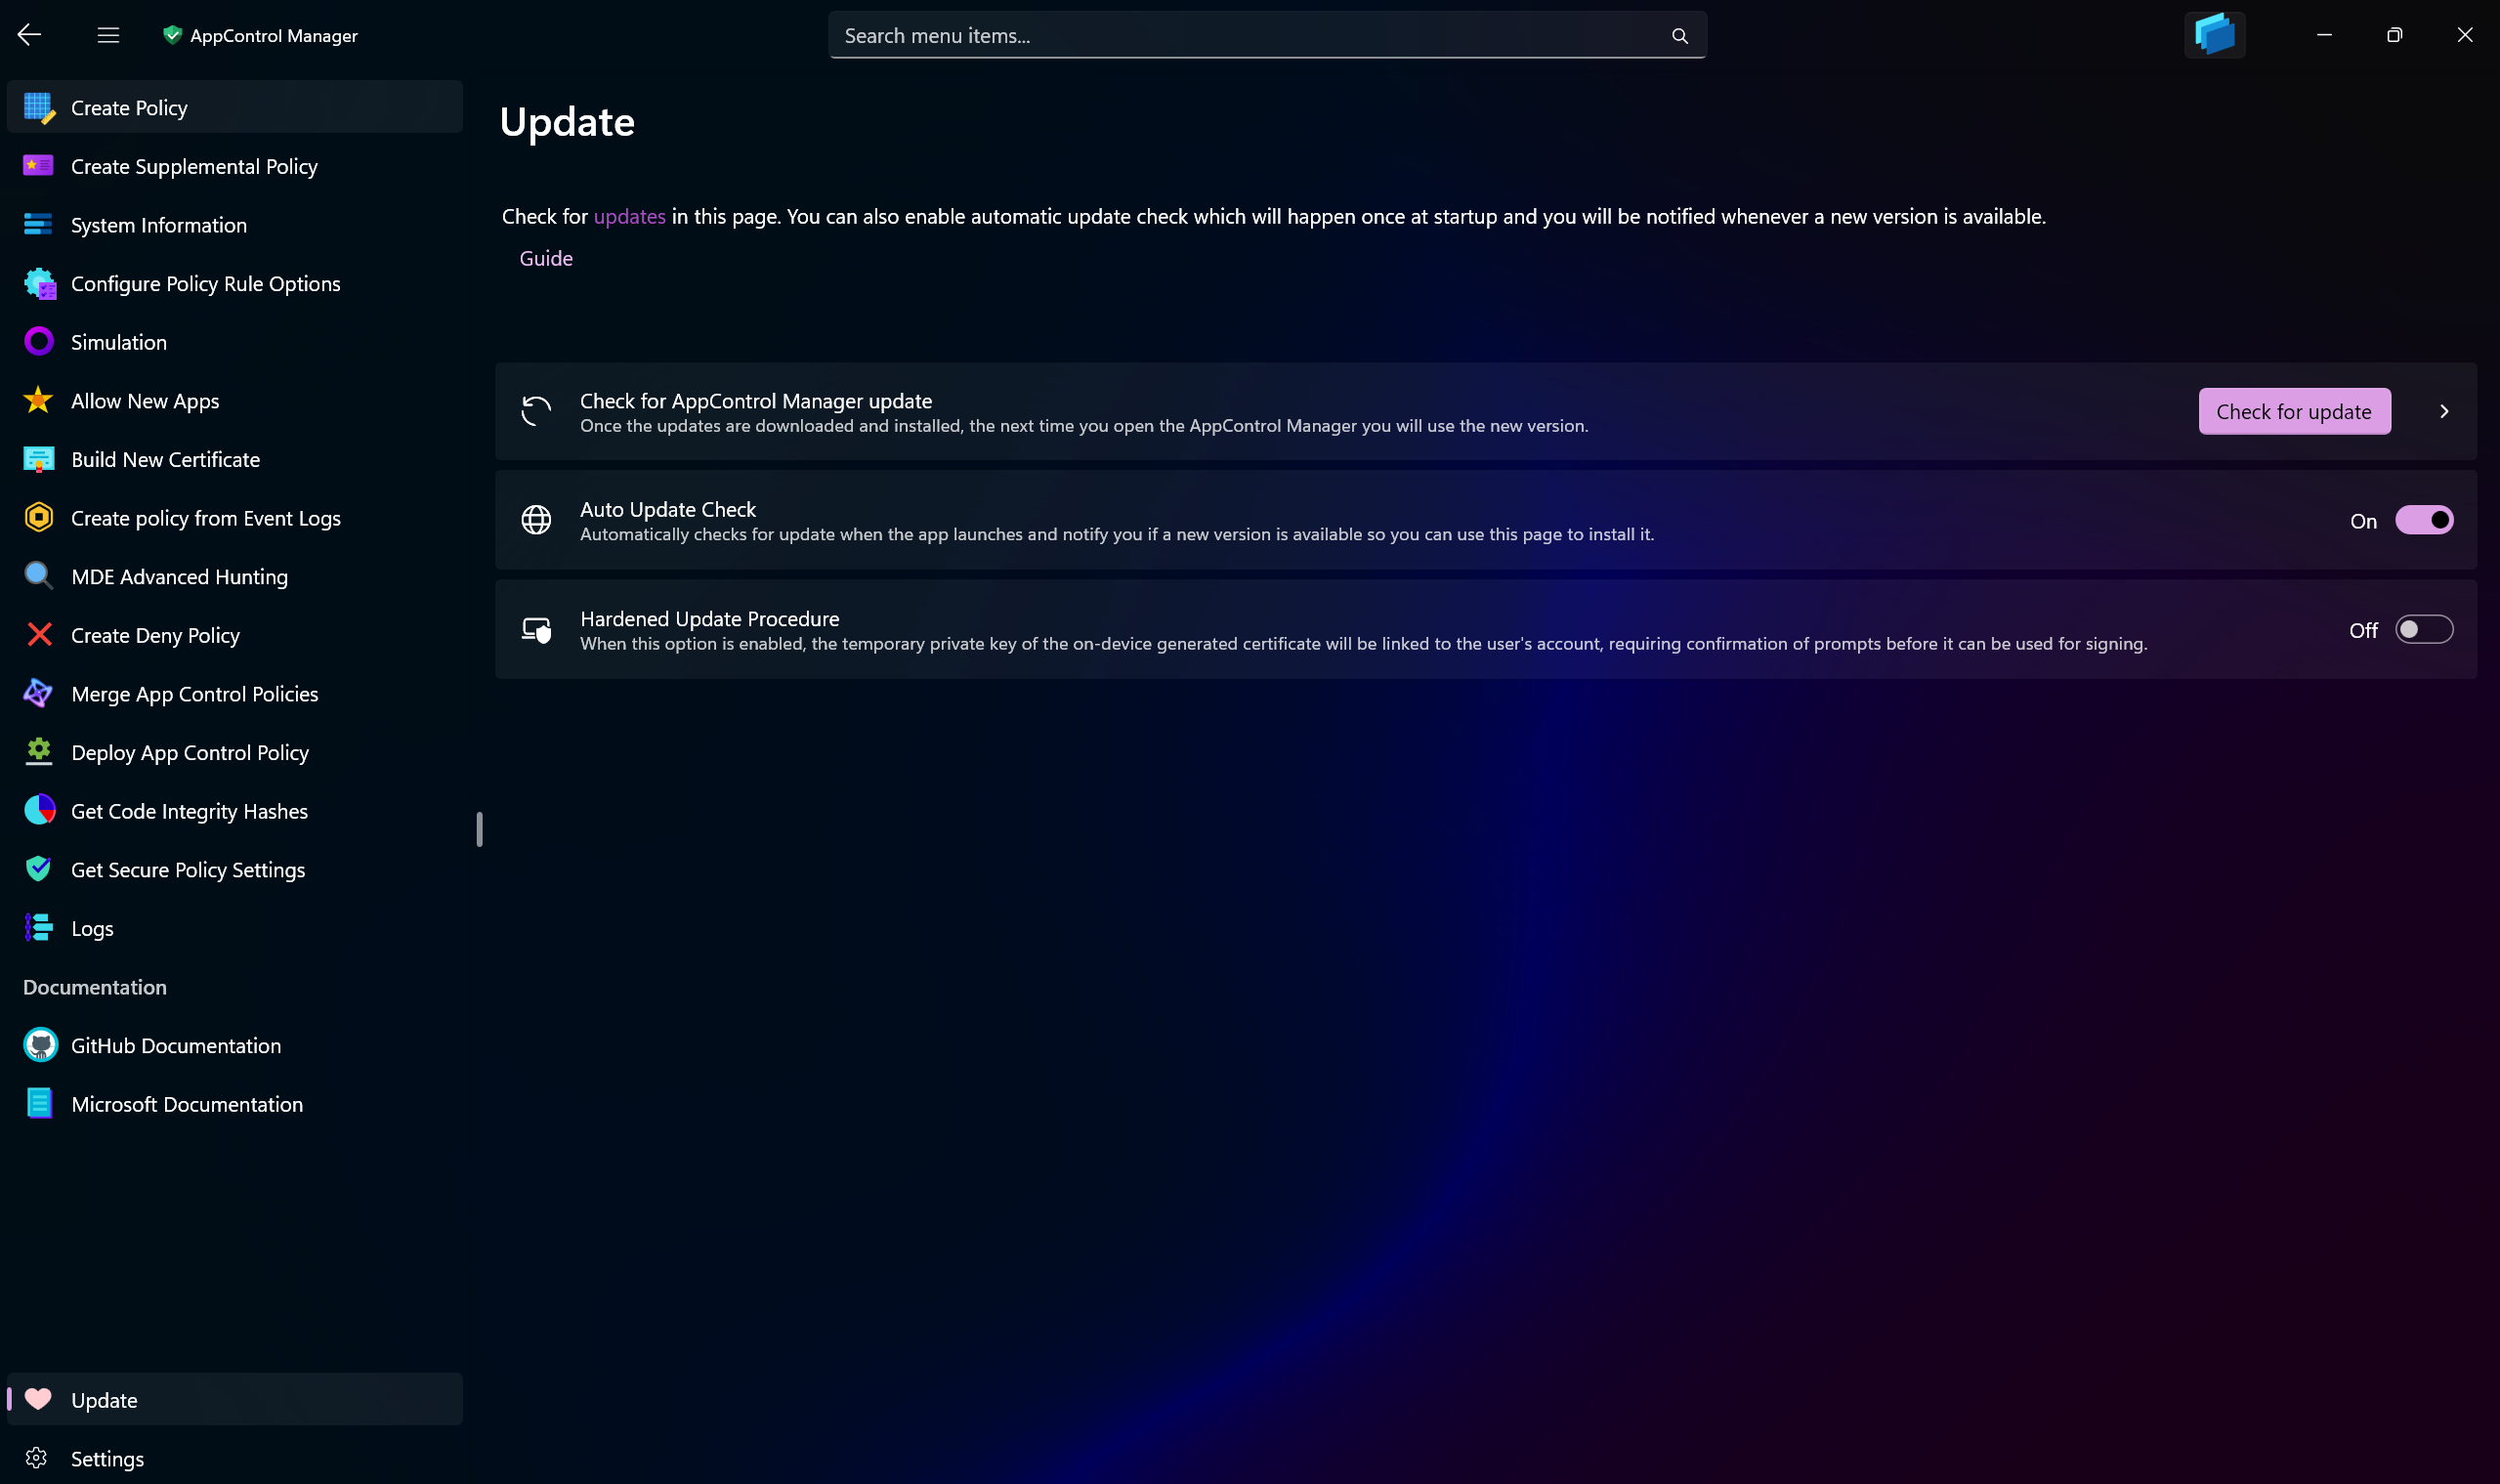 AppControl Manager
Search menu items...
Create Policy
Create Supplemental Policy
System Information
Configure Policy Rule Options
Simulation
Allow New Apps
Build New Certificate
Create policy from Event Logs
MDE Advanced Hunting
Create Deny Policy
Merge App Control Policies
Deploy App Control Policy
Get Code Integrity Hashes
Get Secure Policy Settings
Logs
Documentation
GitHub Documentation
Microsoft Documentation
Update
Settings
Update
Check for updates in this page. You can also enable automatic update check which will happen once at startup and you will be notified whenever a new version is available.
Guide
Check for AppControl Manager update
Once the updates are downloaded and installed, the next time you open the AppControl Manager you will use the new version.
Check for update
Auto Update Check
Automatically checks for update when the app launches and notify you if a new version is available so you can use this page to install it.
On
Hardened Update Procedure
When this option is enabled, the temporary private key of the on-device generated certificate will be linked to the user's account, requiring confirmation of prompts before it can be used for signing.
Off